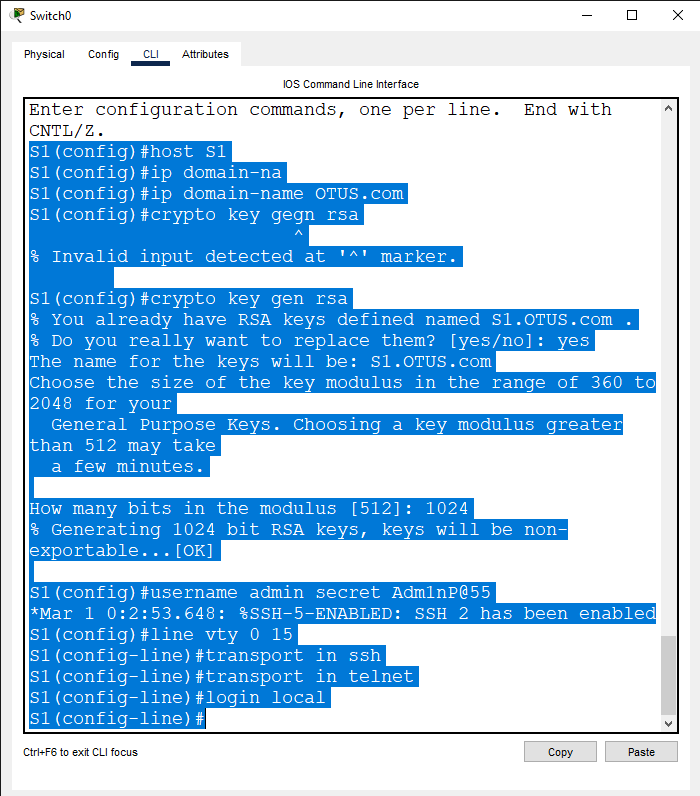 Switch0
Physical Config CLI Attributes
IOS Command Line Interface
Enter configuration commands, one per line.  End with
CNTL/Z.
S1(config)#host S1
S1(config)#ip domain-na
S1(config)#ip domain-name OTUS.com
S1(config)#crypto key gegn rsa
^
% Invalid input detected at '^' marker.
S1(config)#crypto key gen rsa
% You already have RSA keys defined named S1.OTUS.com .
% Do you really want to replace them? [yes/no]: yes
The name for the keys will be: S1.OTUS.com
Choose the size of the key modulus in the range of 360 to
2048 for your
General Purpose Keys. Choosing a key modulus greater
than 512 may take
a few minutes.
How many bits in the modulus [512]: 1024
% Generating 1024 bit RSA keys, keys will be non-
exportable...[OK]
S1(config)#username admin secret Adm1nP@55
*Mar 1 0:2:53.648: %SSH-5-ENABLED: SSH 2 has been enabled
S1(config)#line vty 0 15
S1(config-line)#transport in ssh
S1(config-line)#transport in telnet
S1(config-line)#login local
S1(config-line)#
Ctrl+F6 to exit CLI focus
Copy Paste